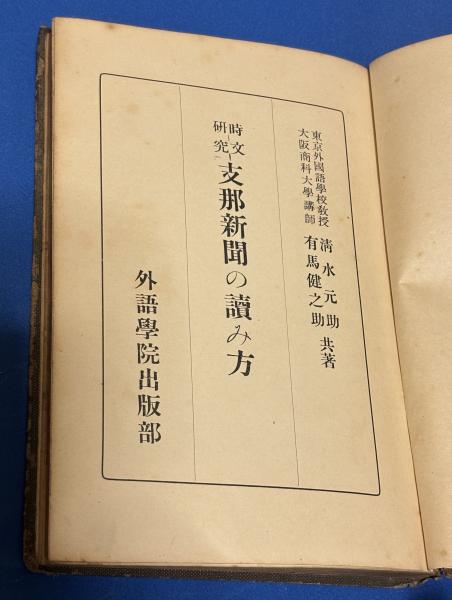 東京外國語學校敎授 淸水元助
大阪商科大學講師 有馬健之助
共著
時文
研究
支那新聞の讀み方
外語學院出版部